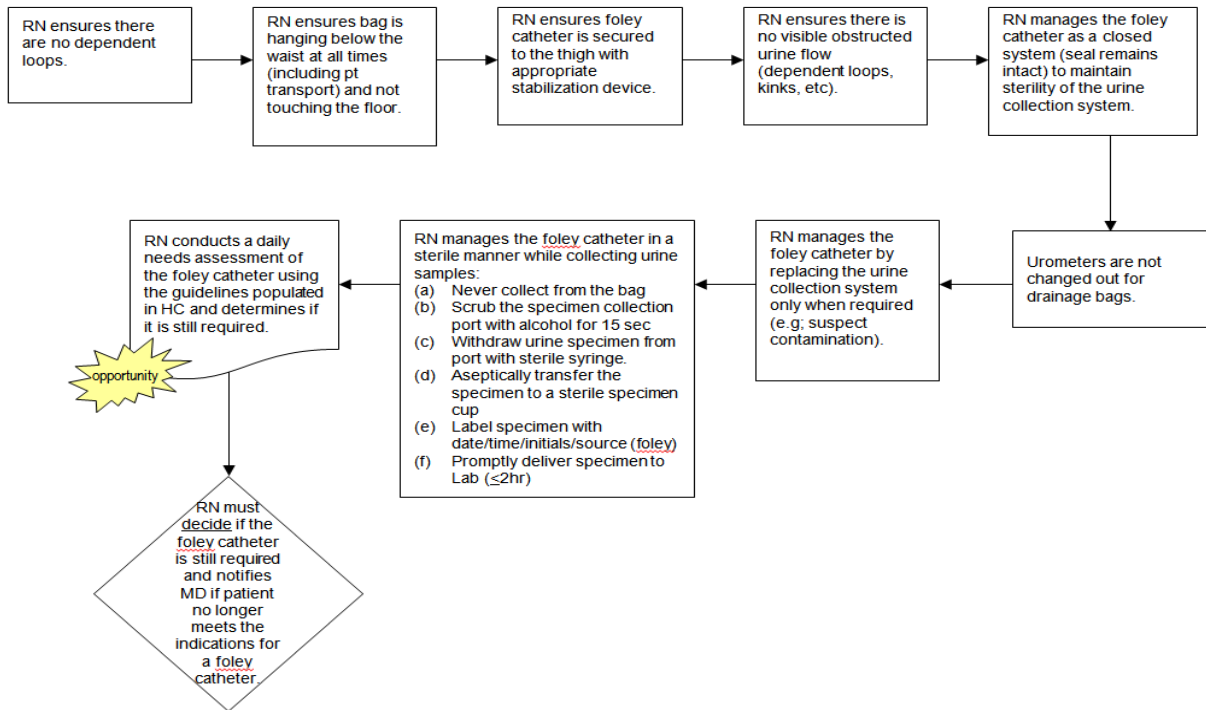 RN ensures there
are no dependent
loops.
RN ensures bag is
hanging below the
waist at all times
(including pt
transport) and not
touching the floor.
RN ensures foley
catheter is secured
to the thigh with
appropriate
stabilization device.
RN ensures there is
no visible obstructed
urine flow
(dependent loops,
kinks, etc).
RN manages the foley
catheter as a closed
system (seal remains
intact) to maintain
sterility of the urine
collection system.
Urometers are not
changed out for
drainage bags.
RN manages the
foley catheter by
replacing the urine
collection system
only when required
(e.g; suspect
contamination).
RN manages the foley catheter in a
sterile manner while collecting urine
samples:
(a) Never collect from the bag
(b) Scrub the specimen collection
port with alcohol for 15 sec
(c) Withdraw urine specimen from
port with sterile syringe.
(d) Aseptically transfer the
specimen to a sterile specimen
cup
(e) Label specimen with
date/time/initials/source (foley)
(f) Promptly deliver specimen to
Lab (≤2hr)
RN conducts a daily
needs assessment of
the foley catheter using
the guidelines populated
in HC and determines if
it is still required.
opportunity
RN must
decide if the
foley catheter
is still required
and notifies
MD if patient
no longer
meets the
indications for
a foley
catheter.